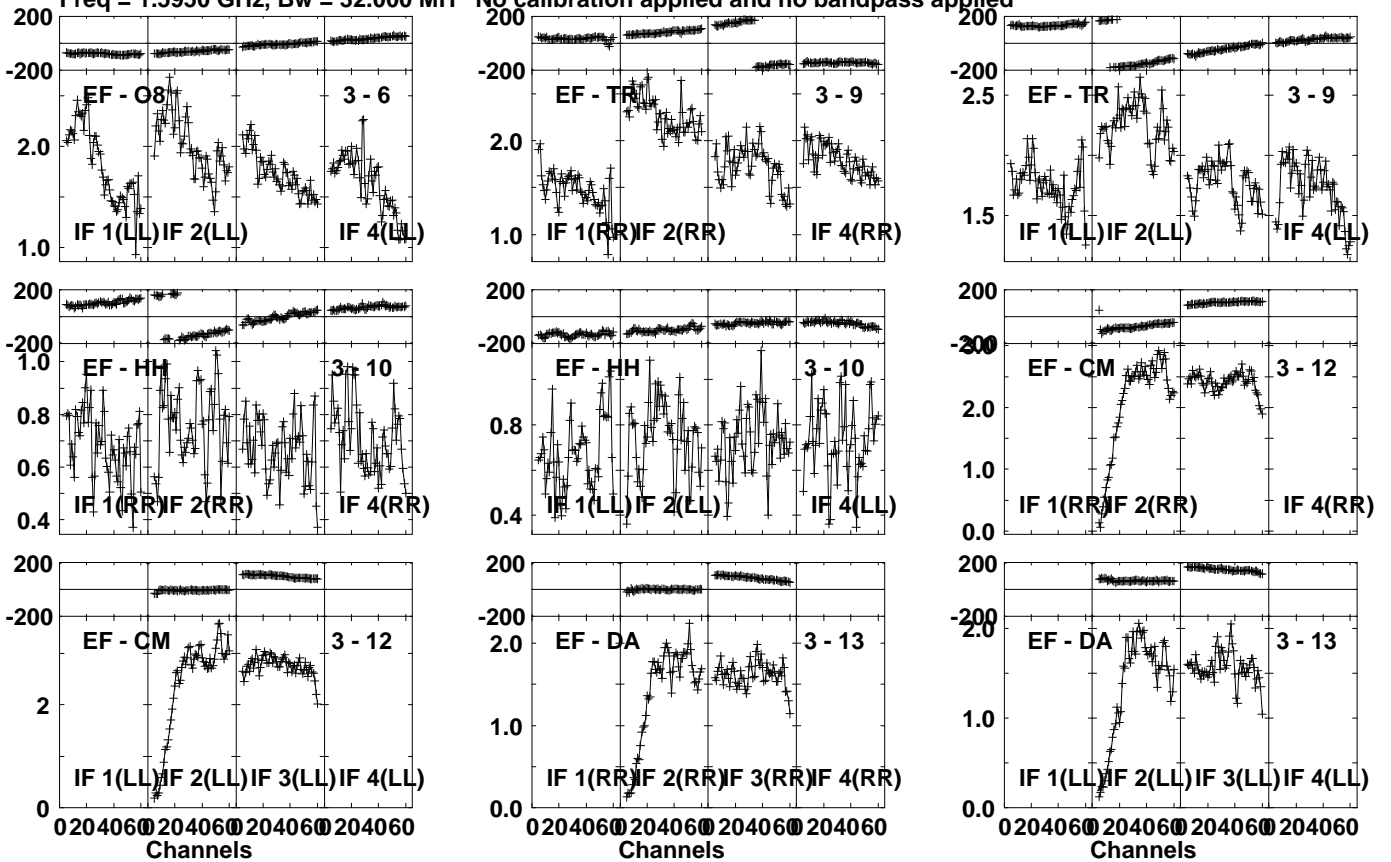 Freq = 1.5950 GHz, Bw = 32.000 MH No calibration applied and no bandpass applied
200
-200
EF - O8 3 - 6
2.0
1.0
IF 1(LL) IF 2(LL) IF 4(LL)
200
-200
EF - TR 3 - 9
2.0
1.0
IF 1(RR) IF 2(RR) IF 4(RR)
200
-200
EF - TR 3 - 9
2.5
1.5
IF 1(LL) IF 2(LL) IF 4(LL)
200
-200
EF - HH 3 - 10
1.0
0.8
0.6
0.4
IF 1(RR) IF 2(RR) IF 4(RR)
200
-200
EF - HH 3 - 10
0.8
0.4
IF 1(LL) IF 2(LL) IF 4(LL)
200
-200
3.0
EF - CM 3 - 12
2.0
1.0
0.0
IF 1(RR) IF 2(RR) IF 4(RR)
200
-200
EF - CM 3 - 12
2
0
IF 1(LL) IF 2(LL) IF 3(LL) IF 4(LL)
0 20 40 60 0 20 40 60 0 20 40 60 0 20 40 60
Channels
200
-200
EF - DA 3 - 13
2.0
1.0
0.0
IF 1(RR) IF 2(RR) IF 3(RR) IF 4(RR)
0 20 40 60 0 20 40 60 0 20 40 60 0 20 40 60
Channels
200
-200
2.0
EF - DA 3 - 13
1.0
0.0
IF 1(LL) IF 2(LL) IF 3(LL) IF 4(LL)
0 20 40 60 0 20 40 60 0 20 40 60 0 20 40 60
Channels